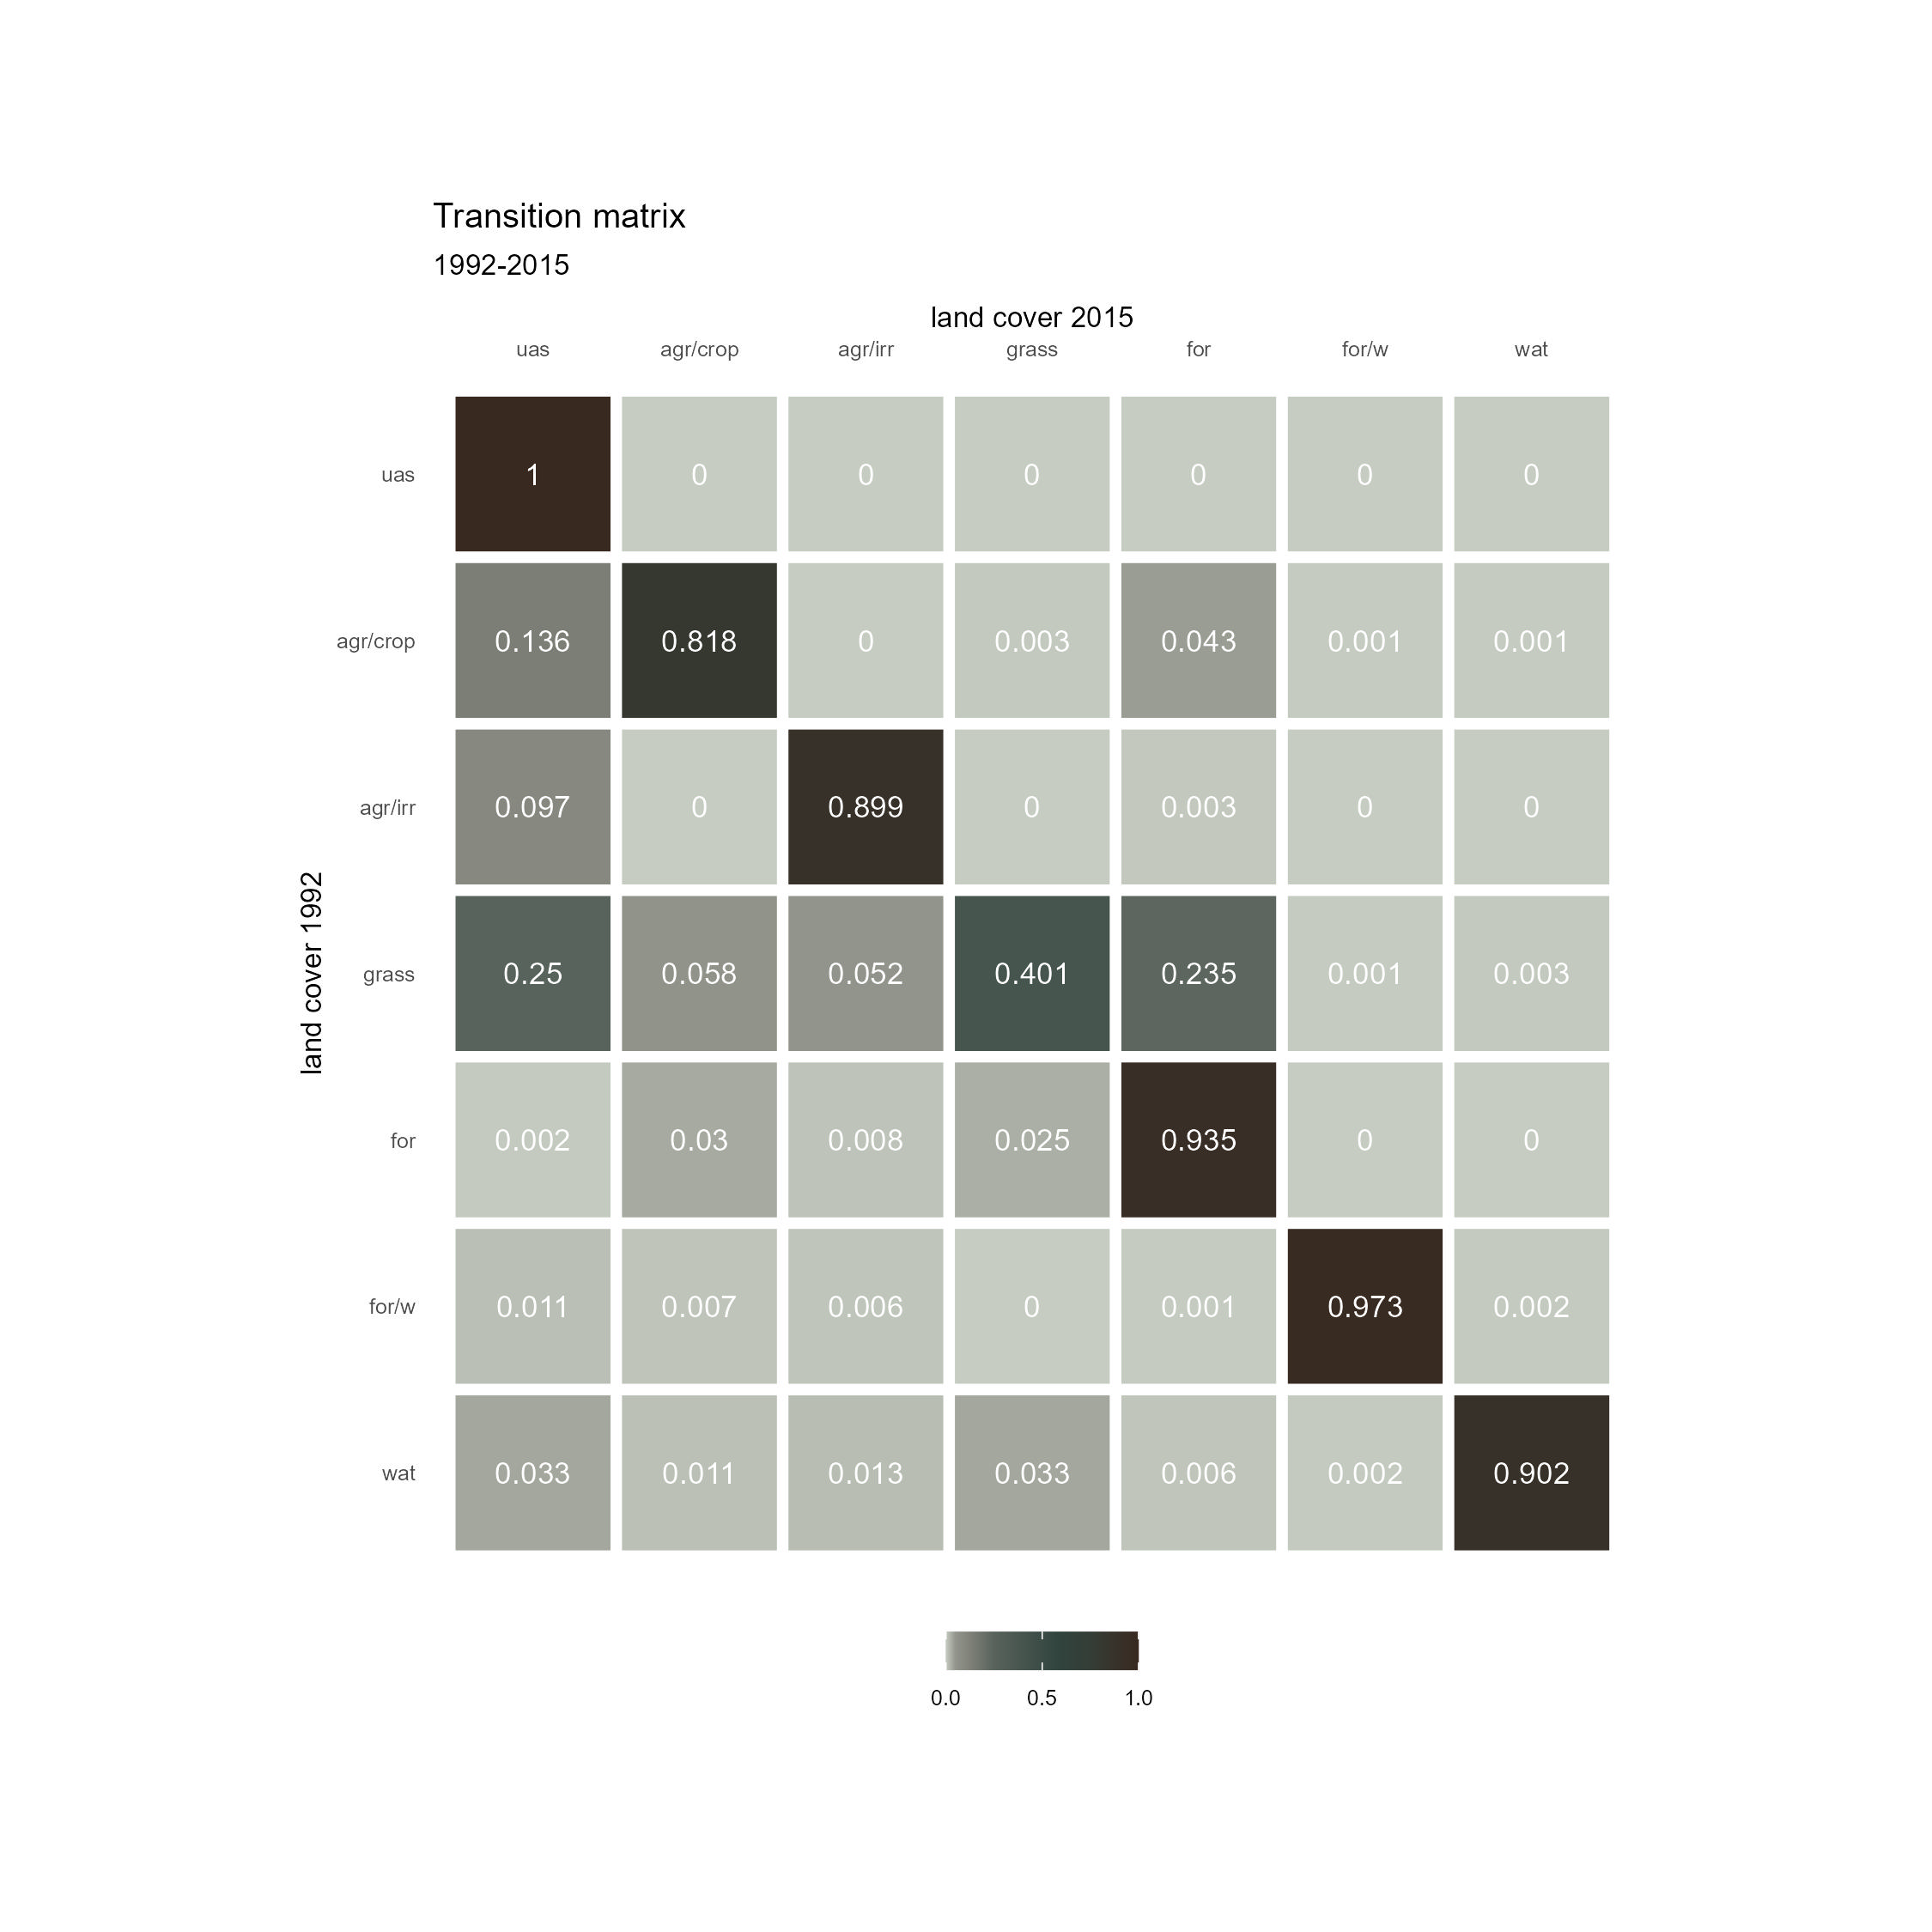 Transition matrix
1992-2015
land cover 2015
uas agr/crop agr/irr grass for for/w wat
uas 1 0 0 0 0 0 0
agr/crop 0.136 0.818 0 0.003 0.043 0.001 0.001
agr/irr 0.097 0 0.899 0 0.003 0 0
land cover 1992
grass 0.25 0.058 0.052 0.401 0.235 0.001 0.003
for 0.002 0.03 0.008 0.025 0.935 0 0
for/w 0.011 0.007 0.006 0 0.001 0.973 0.002
wat 0.033 0.011 0.013 0.033 0.006 0.002 0.902
0.0 0.5 1.0